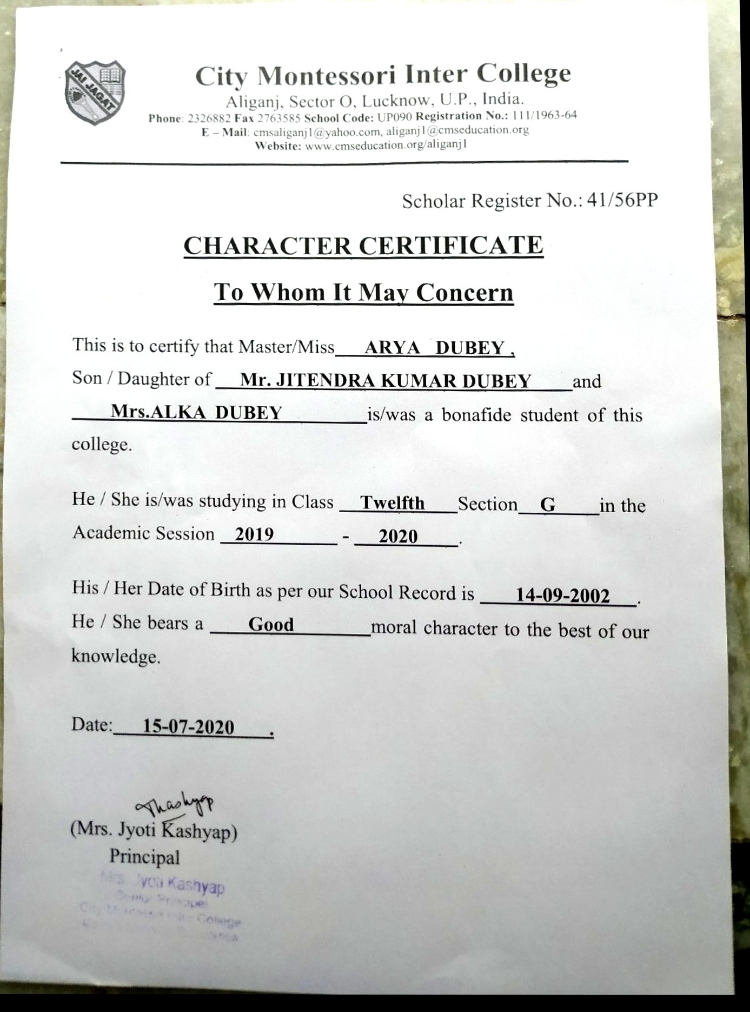 JAI JAGAT
City Montessori Inter College
Aliganj, Sector O, Lucknow, U.P., India.
Phone: 2326882 Fax 2763585 School Code: UP090 Registration No.: 111/1963-64
E – Mail: cmsaliganj1@yahoo.com, aliganj1@cmseducation.org
Website: www.cmseducation.org/aliganj1
Scholar Register No.: 41/56PP
CHARACTER CERTIFICATE
To Whom It May Concern
This is to certify that Master/Miss ARYA DUBEY.
Son / Daughter of Mr. JITENDRA KUMAR DUBEY and
Mrs.ALKA DUBEY is/was a bonafide student of this
college.
He / She is/was studying in Class Twelfth Section G in the
Academic Session 2019 - 2020.
His / Her Date of Birth as per our School Record is 14-09-2002.
He / She bears a Good moral character to the best of our
knowledge.
Date: 15-07-2020.
(Mrs. Jyoti Kashyap)
Principal
Mrs Jyoti Kashyap
City Montessori Inter College